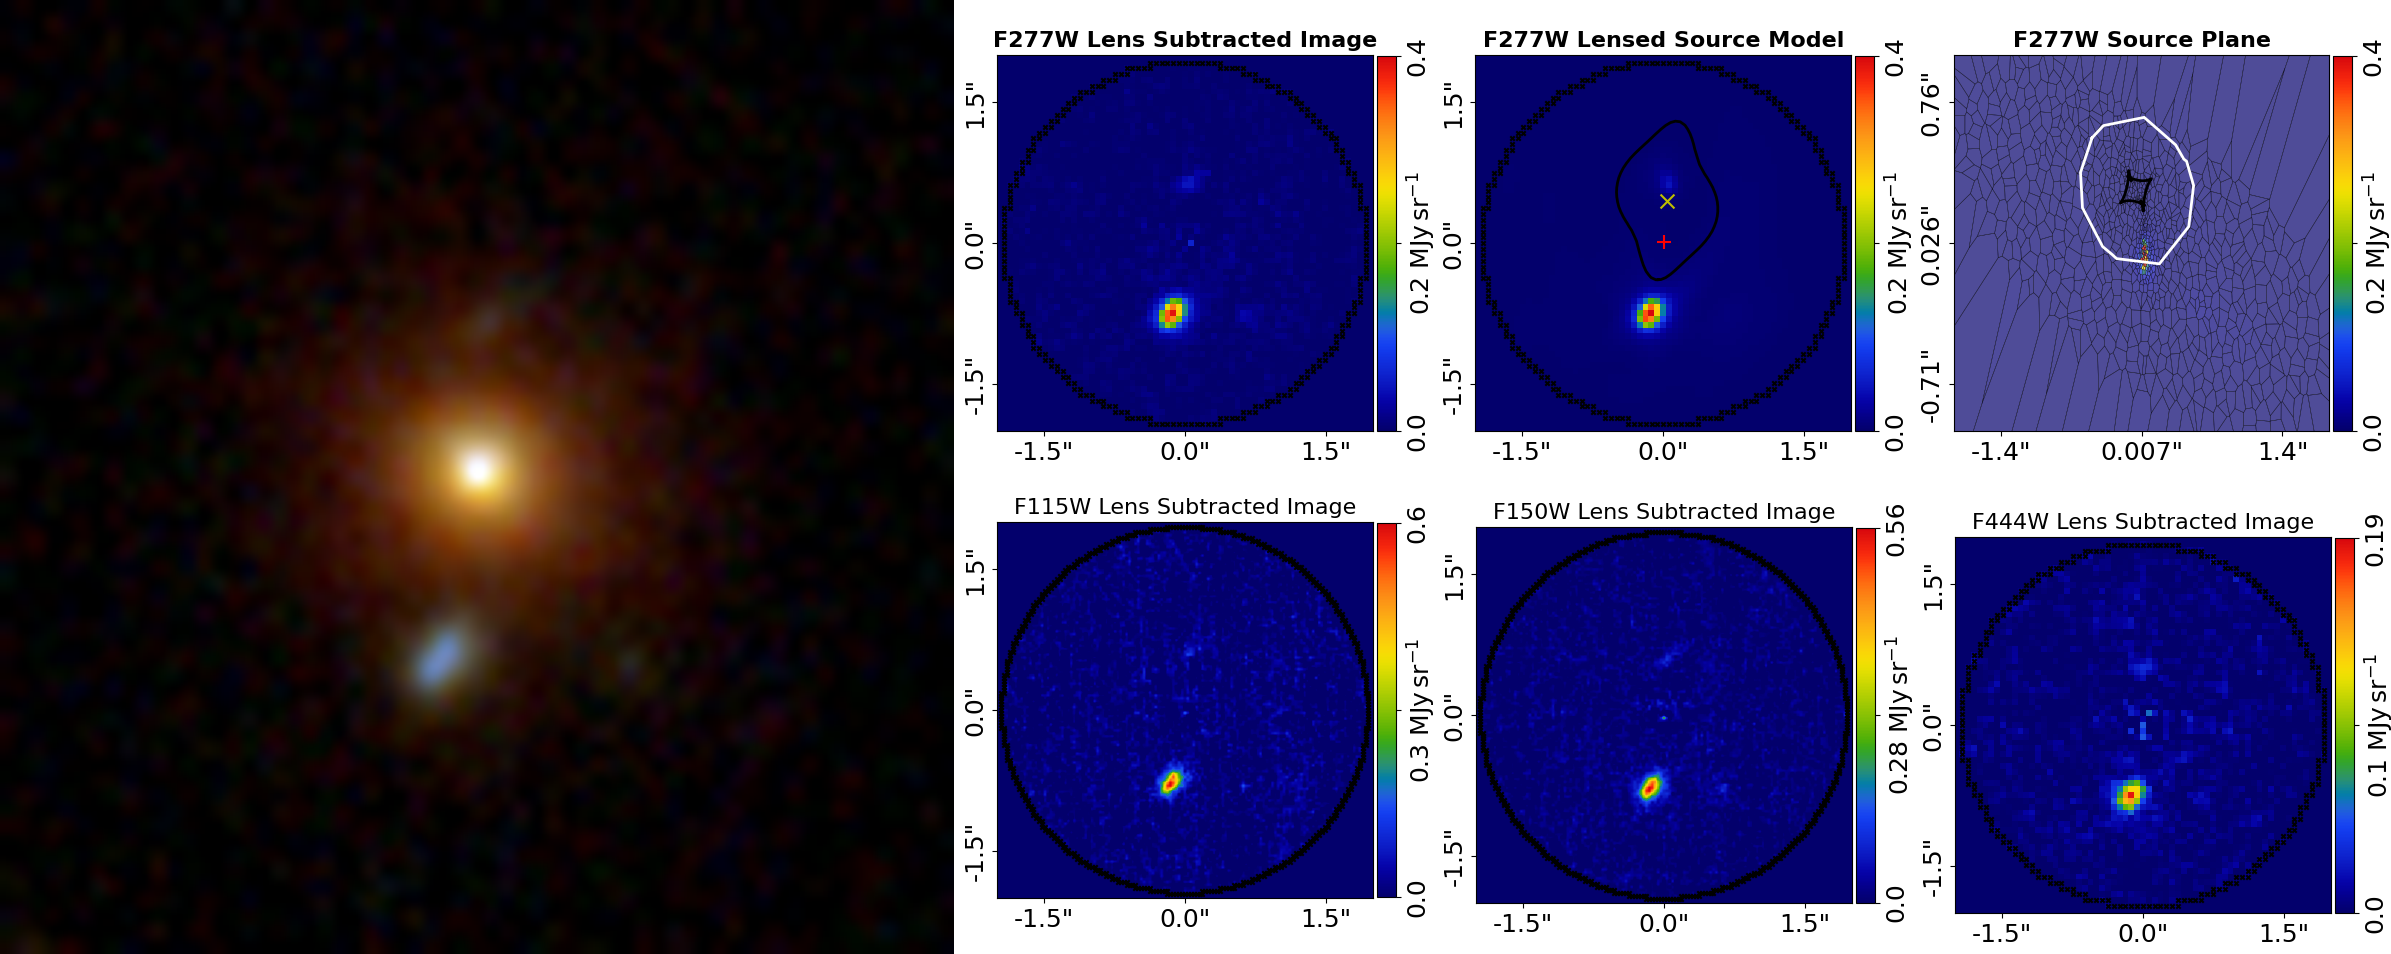 F277W Lens Subtracted Image
1.5"
0.0"
-1.5"
-1.5" 0.0" 1.5"
0.4
0.2 MJy sr⁻¹
0.0
F277W Lensed Source Model
1.5"
0.0"
-1.5"
-1.5" 0.0" 1.5"
0.4
0.2 MJy sr⁻¹
0.0
F277W Source Plane
0.76"
0.026"
-0.71"
-1.4" 0.007" 1.4"
0.4
0.2 MJy sr⁻¹
0.0
F115W Lens Subtracted Image
1.5"
0.0"
-1.5"
-1.5" 0.0" 1.5"
0.6
0.3 MJy sr⁻¹
0.0
F150W Lens Subtracted Image
1.5"
0.0"
-1.5"
-1.5" 0.0" 1.5"
0.56
0.28 MJy sr⁻¹
0.0
F444W Lens Subtracted Image
1.5"
0.0"
-1.5"
-1.5" 0.0" 1.5"
0.19
0.1 MJy sr⁻¹
0.0